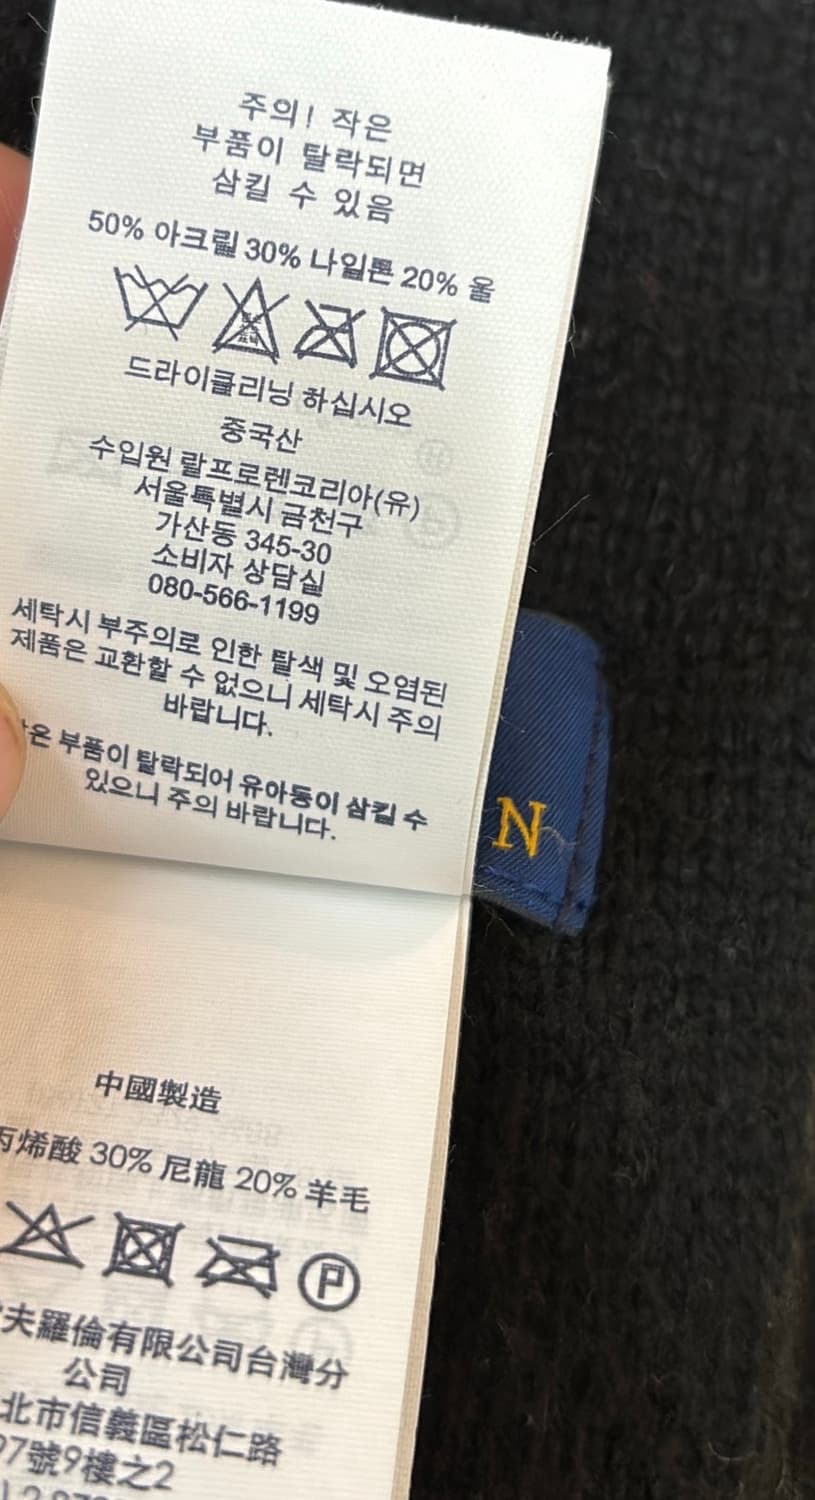 주의! 작은
부품이 탈락되면
삼킬 수 있음
50% 아크릴 30% 나일론 20% 울
드라이클리닝 하십시오
중국산
수입원 랄프로렌코리아(유)
서울특별시 금천구
가산동 345-30
소비자 상담실
080-566-1199
세탁시 부주의로 인한 탈색 및 오염된
제품은 교환할 수 없으니 세탁시 주의
바랍니다.
부품이 탈락되어 유아동이 삼킬 수
있으니 주의 바랍니다.
N
中國製造
丙烯酸 30% 尼龍 20% 羊毛
P
夫羅倫有限公司台灣分
公司
北市信義區松仁路
97號9樓之2